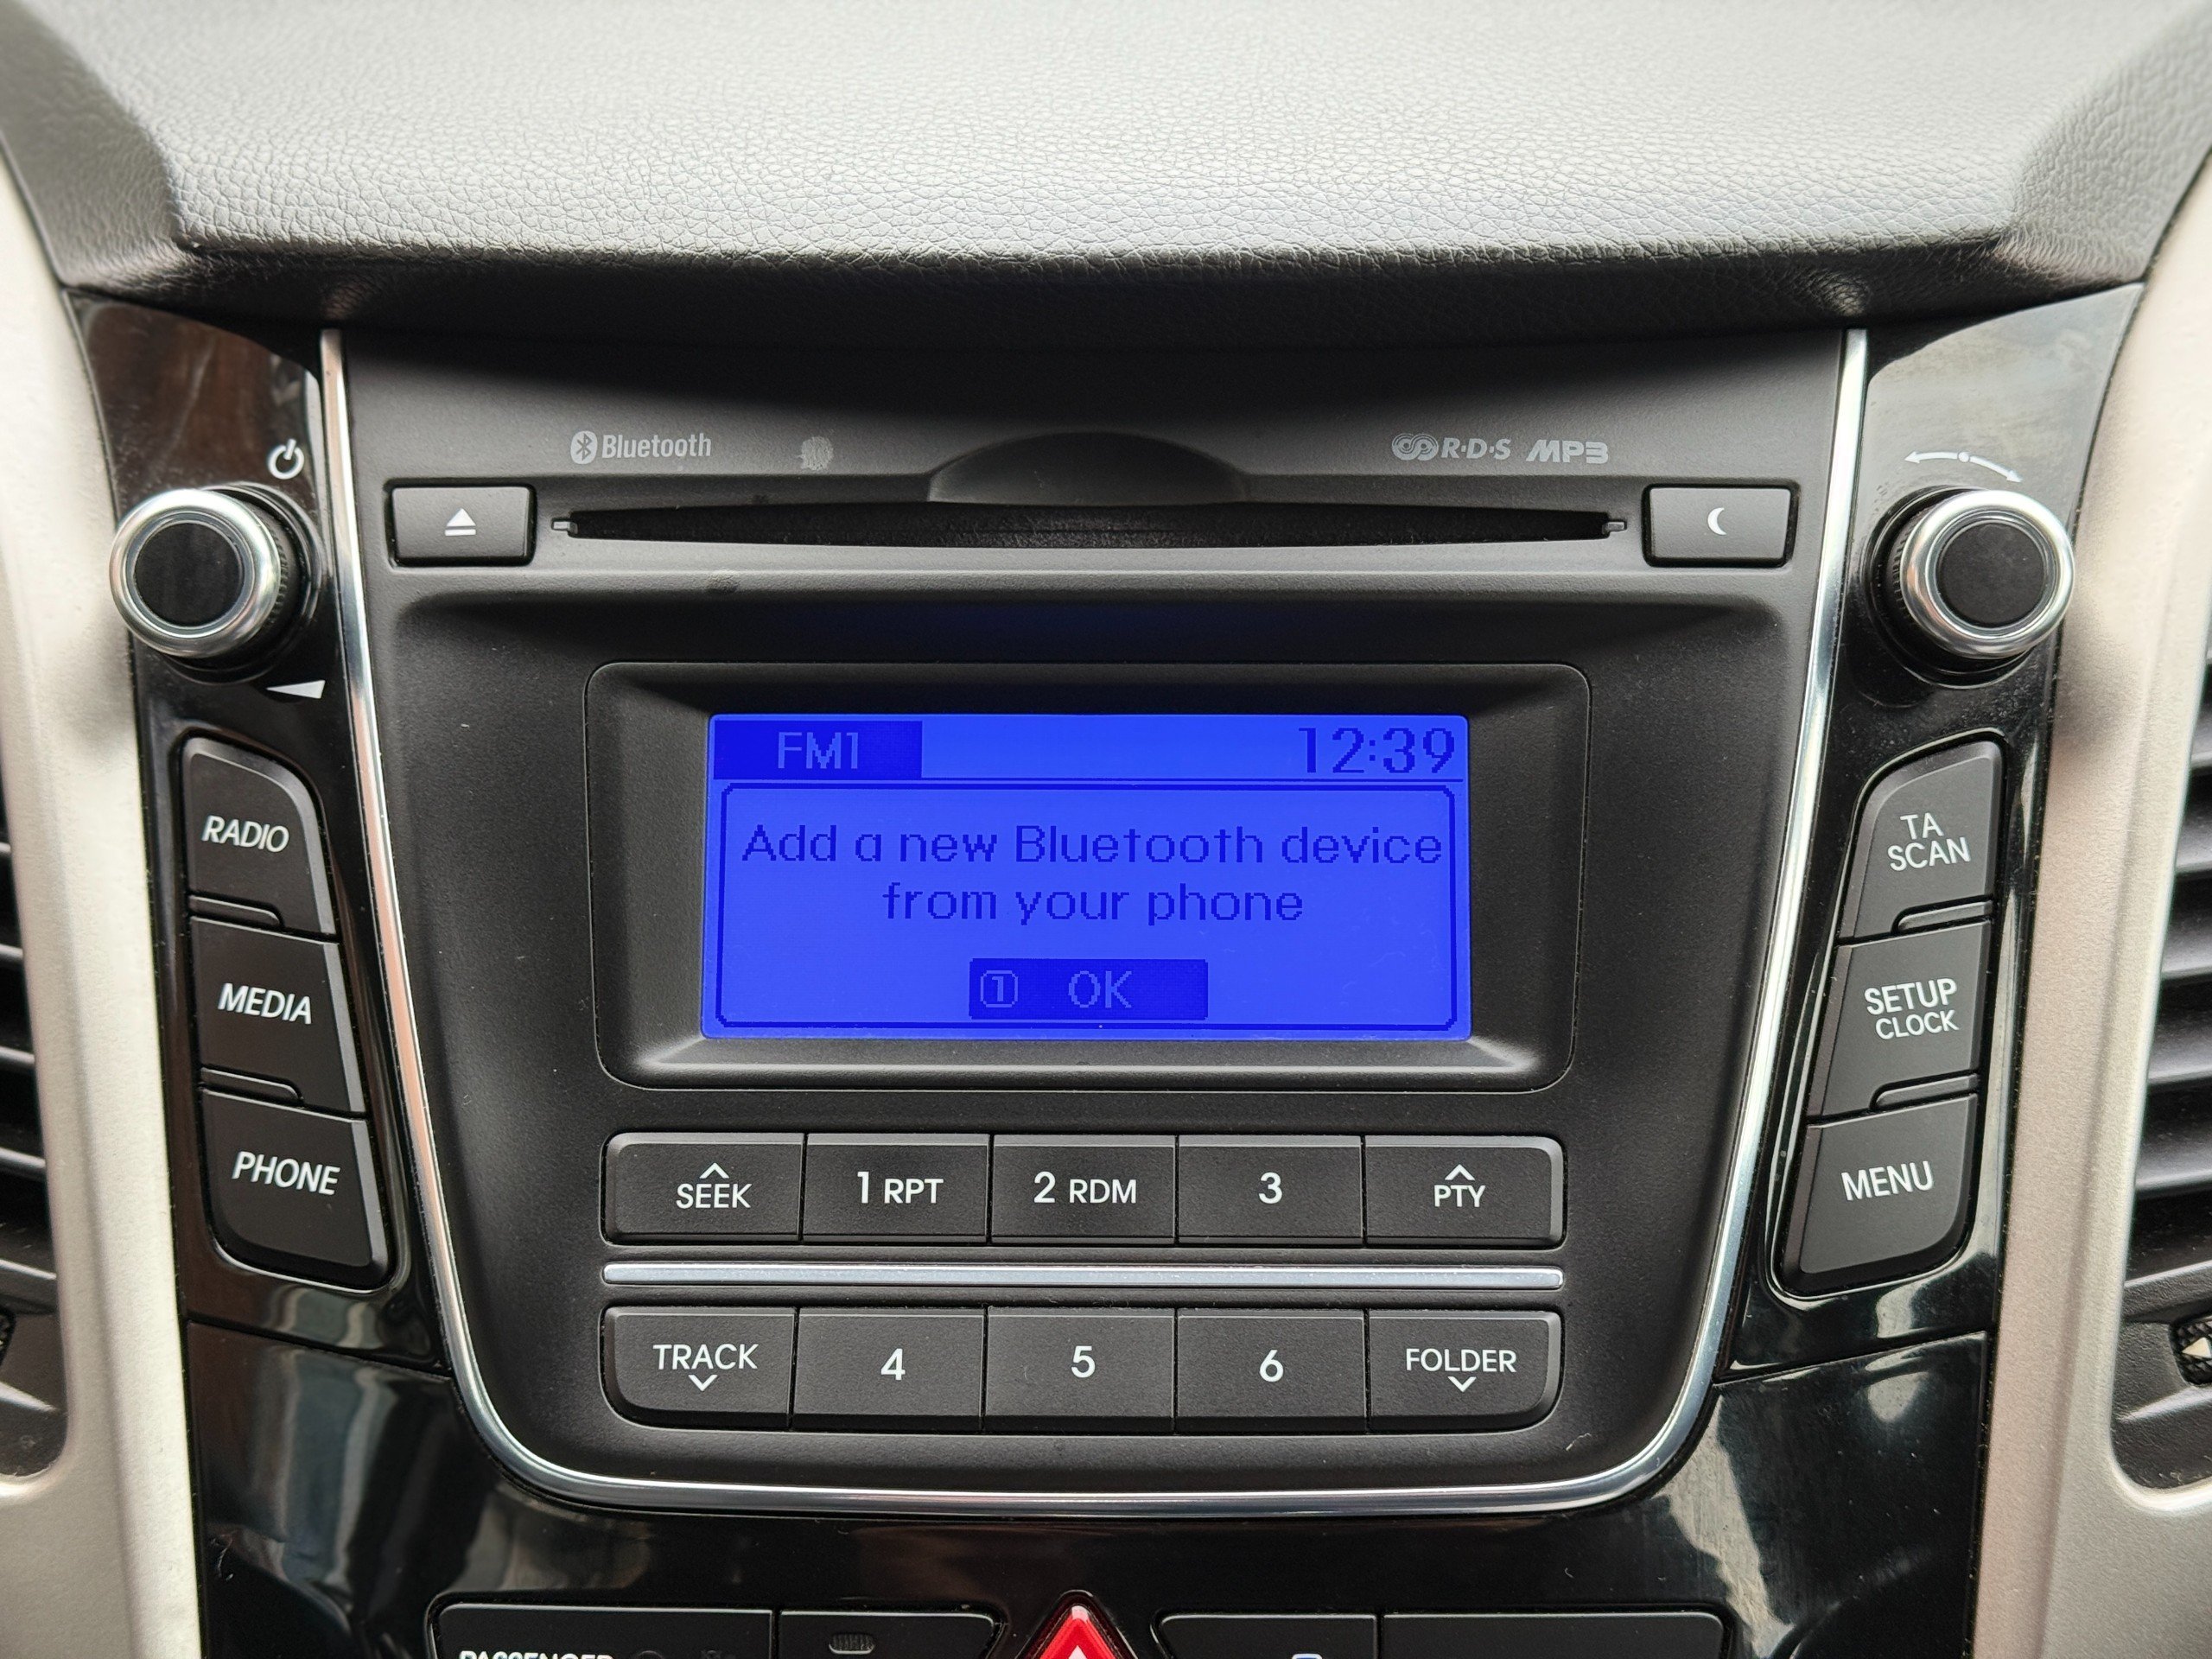 Bluetooth
R·D·S MP3
FM1 12:39
Add a new Bluetooth device
from your phone
1 OK
RADIO
MEDIA
PHONE
TA
SCAN
SETUP
CLOCK
MENU
SEEK 1 RPT 2 RDM 3 PTY
TRACK 4 5 6 FOLDER
PASSENGER